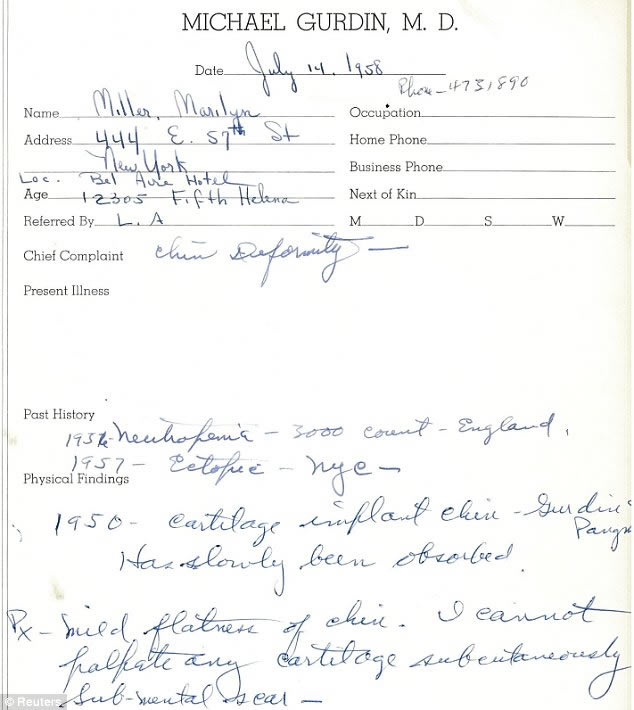 MICHAEL GURDIN, M. D.
Date July 14, 1958
Phone - 4731890
Name Miller, Marilyn Occupation
Address 444 E. 57th St Home Phone
New York Business Phone
Loc. Bel Aire Hotel
Age 12305 Fifth Helena Next of Kin
Referred By L. A M D S W
Chief Complaint Chin Deformity —
Present Illness
Past History
1956 - Neutropenia - 3000 count - England.
1957 - Ectopic - NYC -
Physical Findings
1950 - cartilage implant chin - Gurdin
Pang
Has slowly been absorbed.
Px - mild flatness of chin. I cannot
palpate any cartilage subcutaneously
Sub-mental scar -
© Reuters